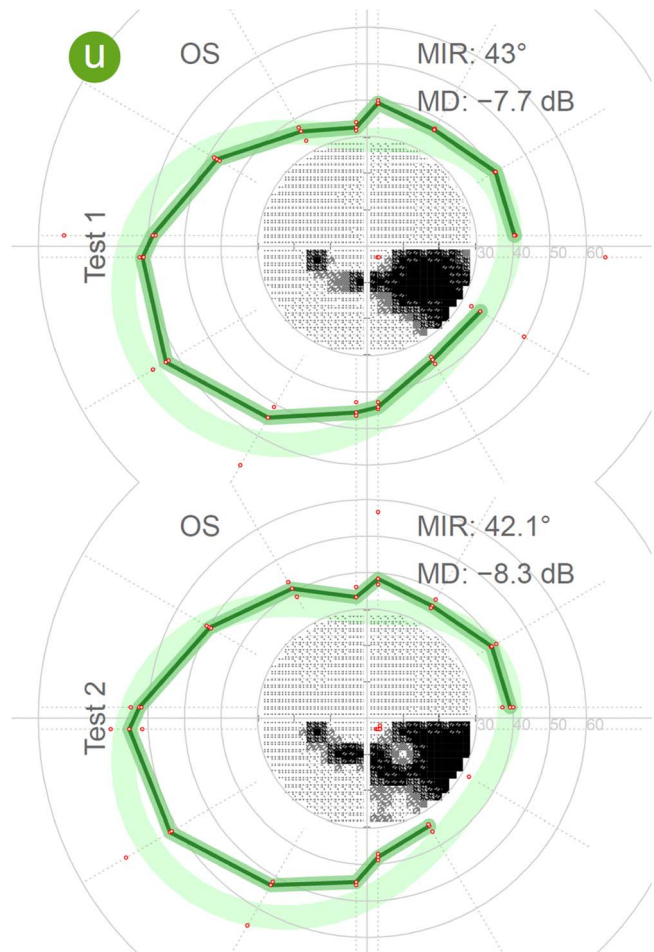 u
OS
MIR: 43°
MD: −7.7 dB
Test 1
30 40 50 60
OS
MIR: 42.1°
MD: −8.3 dB
Test 2
30 40 50 60